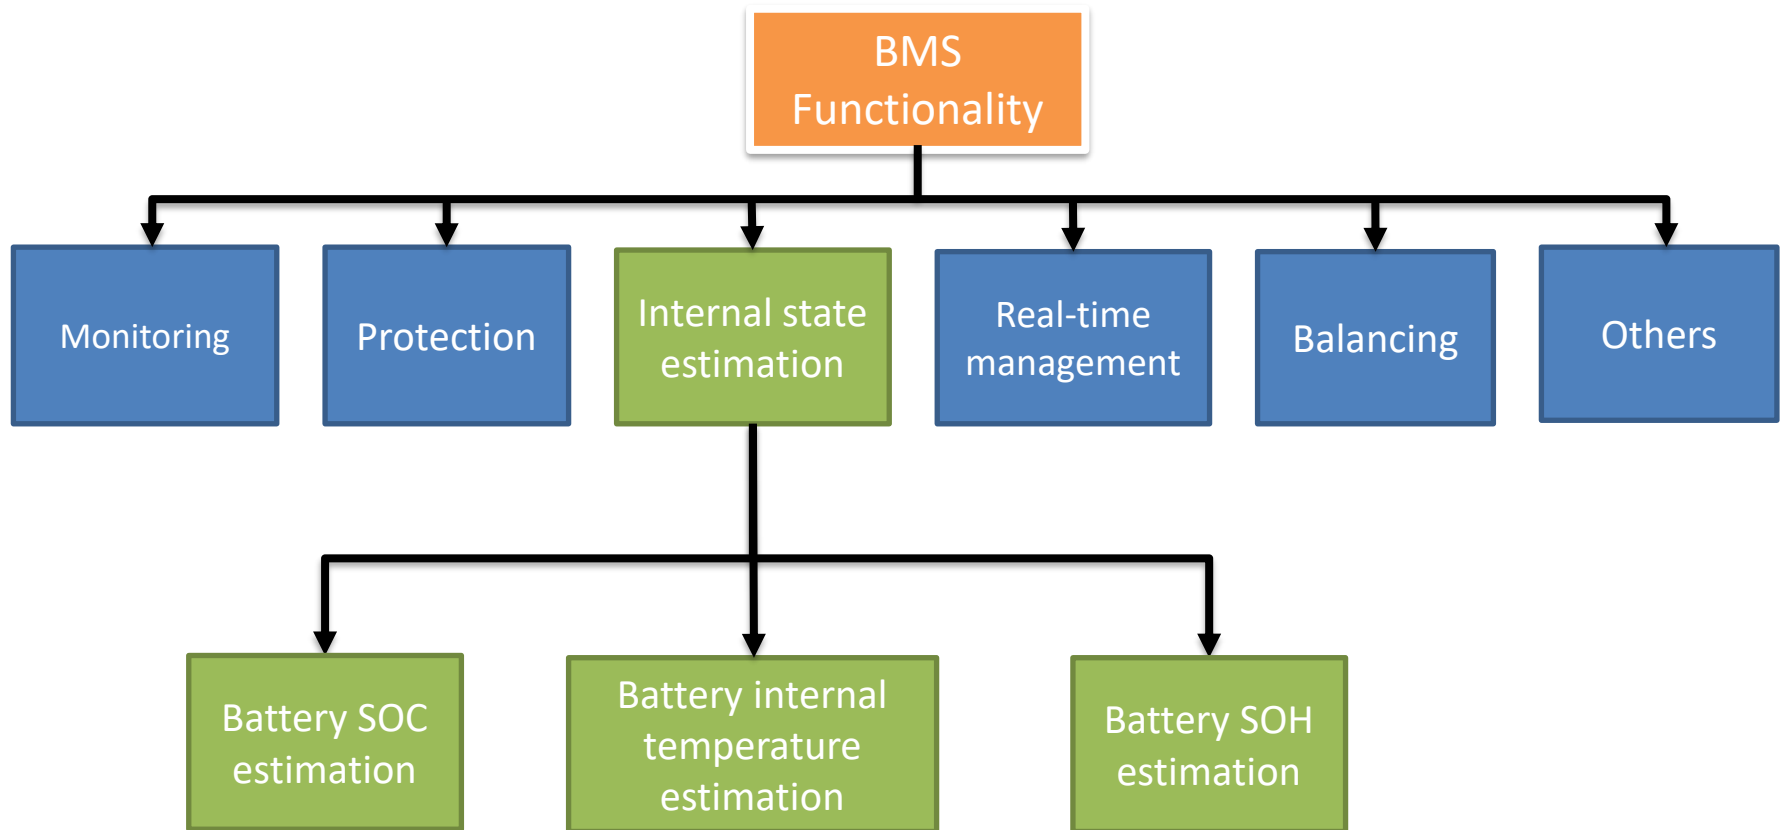 BMS
Functionality
Monitoring
Protection
Internal state
estimation
Real-time
management
Balancing
Others
Battery SOC
estimation
Battery internal
temperature
estimation
Battery SOH
estimation